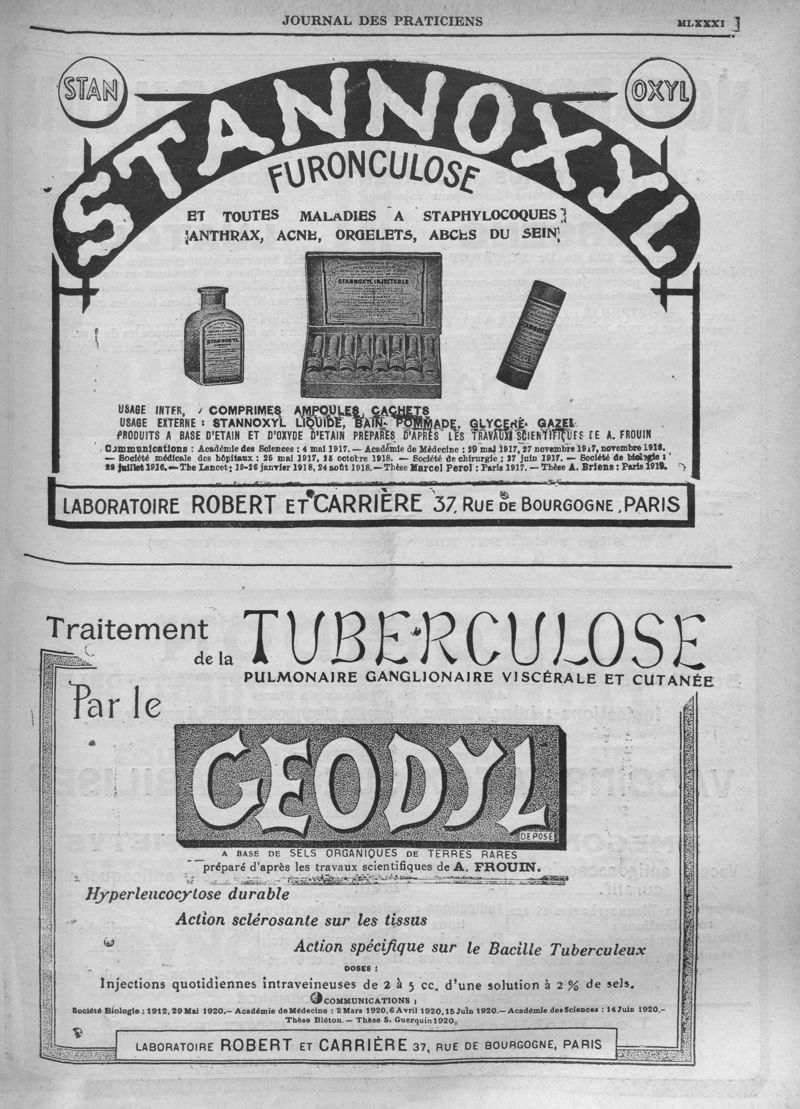 JOURNAL DES PRATICIENS
MLXXXI
STAN
OXYL
STANNOXYL
FURONCULOSE
ET TOUTES MALADIES A STAPHYLOCOQUES
ANTHRAX, ACNE, ORGELETS, ABCES DU SEIN
STANNOXYL INJECTABLE
STANNOXYL
USAGE INTER, COMPRIMES AMPOULES, CACHETS
USAGE EXTERNE : STANNOXYL LIQUIDE, BAIN- POMMADE, GLYCERÉ- GAZE
PRODUITS A BASE D'ETAIN ET D'OXYDE D'ETAIN PREPARES D'APRÈS LES TRAVAUX SCIENTIFIQUES DE A. FROUIN
Communications : Académie des Sciences : 4 mai 1917. — Académie de Médecine : 29 mai 1917, 27 novembre 1917, novembre 1918.
— Société médicale des hôpitaux : 25 mai 1917, 25 octobre 1918. — Société de chirurgie ; 27 juin 1917. — Société de biologie :
29 juillet 1916. — The Lancet : 19-26 janvier 1918, 24 août 1918. — Thèse Marcel Perol : Paris 1917. — Thèse A. Briens : Paris 1919.
LABORATOIRE ROBERT ET CARRIÈRE 37, RUE DE BOURGOGNE, PARIS
Traitement de la TUBERCULOSE
PULMONAIRE GANGLIONAIRE VISCÉRALE ET CUTANÉE
Par le
GEODYL
DEPOSE
A BASE DE SELS ORGANIQUES DE TERRES RARES
préparé d'après les travaux scientifiques de A. FROUIN.
Hyperleucocytose durable
Action sclérosante sur les tissus
Action spécifique sur le Bacille Tuberculeux
DOSES :
Injections quotidiennes intraveineuses de 2 à 5 cc. d'une solution à 2 % de sels.
COMMUNICATIONS :
Société Biologie : 1912, 29 Mai 1920.— Académie de Médecine : 2 Mars 1920, 6 Avril 1920, 15 Juin 1920.— Académie des Sciences : 14 Juin 1920.—
Thèse Bléton. — Thèse S. Guerquin 1920.
LABORATOIRE ROBERT ET CARRIÈRE 37, RUE DE BOURGOGNE, PARIS